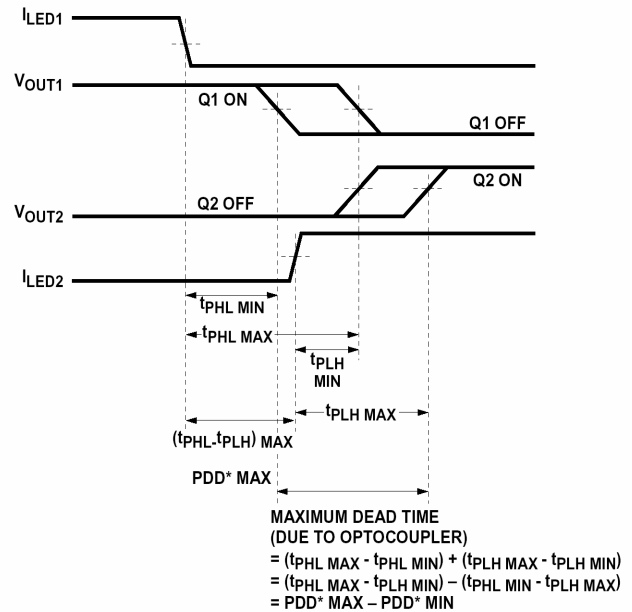 ILED1
VOUT1
Q1 ON
Q1 OFF
Q2 ON
Q2 OFF
VOUT2
ILED2
tPHL MIN
tPHL MAX
tPLH
MIN
tPLH MAX
(tPHL-tPLH) MAX
PDD* MAX
MAXIMUM DEAD TIME
(DUE TO OPTOCOUPLER)
= (tPHL MAX - tPHL MIN) + (tPLH MAX - tPLH MIN)
= (tPHL MAX - tPLH MIN) – (tPHL MIN - tPLH MAX)
= PDD* MAX – PDD* MIN